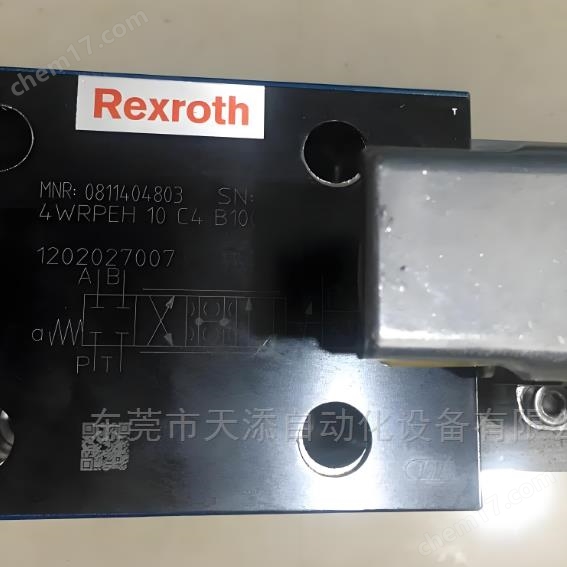 chem17.com
Rexroth
T
MNR: 0811404803 SN:
4WRPEH 10 C4 B10
1202027007
A B
a
P T
东莞市天添自动化设备有限公